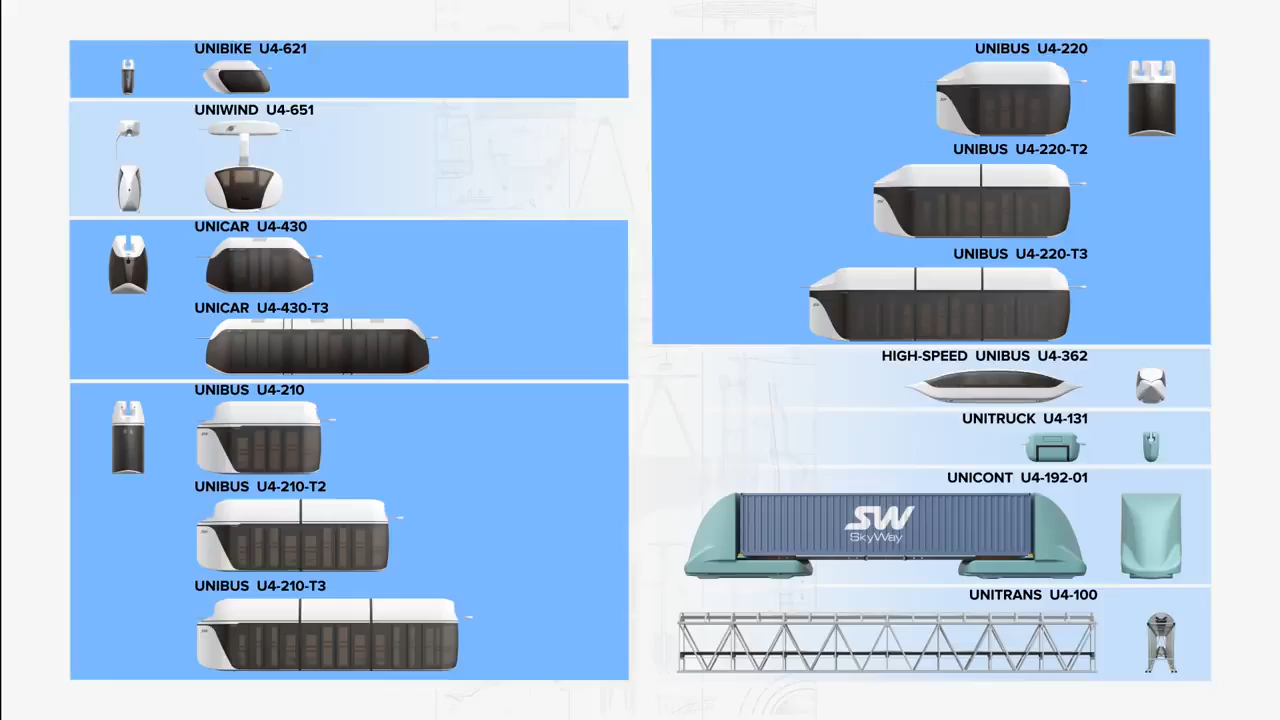 UNIBIKE U4-621
UNIWIND U4-651
UNICAR U4-430
UNICAR U4-430-T3
UNIBUS U4-210
UNIBUS U4-210-T2
UNIBUS U4-210-T3
UNIBUS U4-220
UNIBUS U4-220-T2
UNIBUS U4-220-T3
HIGH-SPEED UNIBUS U4-362
UNITRUCK U4-131
UNICONT U4-192-01
SW
SkyWay
UNITRANS U4-100